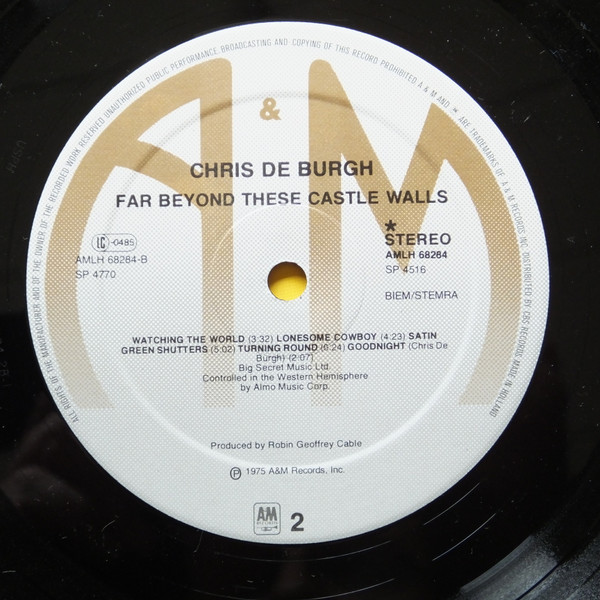 ALL RIGHTS OF THE MANUFACTURER AND OF THE OWNER OF THE RECORDED WORK RESERVED UNAUTHORIZED PUBLIC PERFORMANCE BROADCASTING AND COPYING OF THIS RECORD PROHIBITED A & M AND ARE TRADEMARKS OF A & M RECORDS INC. DISTRIBUTED BY CBS RECORDS MADE IN HOLLAND
A & M
CHRIS DE BURGH
FAR BEYOND THESE CASTLE WALLS
LC -0485
AMLH 68284-B
SP 4770
*
STEREO
AMLH 68284
SP 4516
BIEM/STEMRA
WATCHING THE WORLD (3:32) LONESOME COWBOY (4:23) SATIN
GREEN SHUTTERS (5:02) TURNING ROUND (6:24) GOODNIGHT (Chris De
Burgh) (2:07)
Big Secret Music Ltd.
Controlled in the Western Hemisphere
by Almo Music Corp.
Produced by Robin Geoffrey Cable
Ⓟ 1975 A&M Records, Inc.
A&M
2